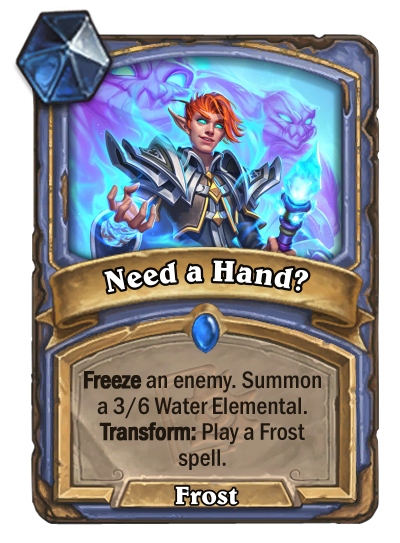 Need a Hand?
Freeze an enemy. Summon
a 3/6 Water Elemental.
Transform: Play a Frost
spell.
Frost